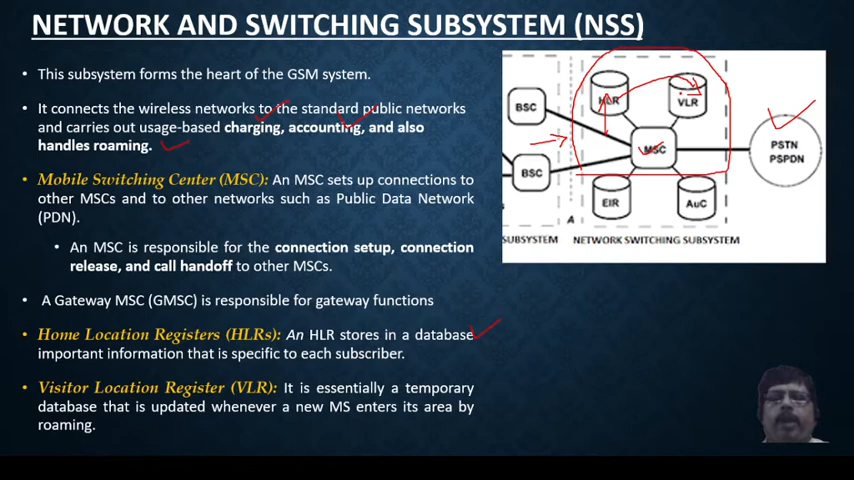 NETWORK AND SWITCHING SUBSYSTEM (NSS)
• This subsystem forms the heart of the GSM system.
• It connects the wireless networks to the standard public networks
and carries out usage-based charging, accounting, and also
handles roaming.
• Mobile Switching Center (MSC): An MSC sets up connections to
other MSCs and to other networks such as Public Data Network
(PDN).
• An MSC is responsible for the connection setup, connection
release, and call handoff to other MSCs.
• A Gateway MSC (GMSC) is responsible for gateway functions
• Home Location Registers (HLRs): An HLR stores in a database
important information that is specific to each subscriber.
• Visitor Location Register (VLR): It is essentially a temporary
database that is updated whenever a new MS enters its area by
roaming.
HLR
VLR
BSC
MSC
PSTN
PSPDN
BSC
EIR
AuC
A
SUBSYSTEM
NETWORK SWITCHING SUBSYSTEM